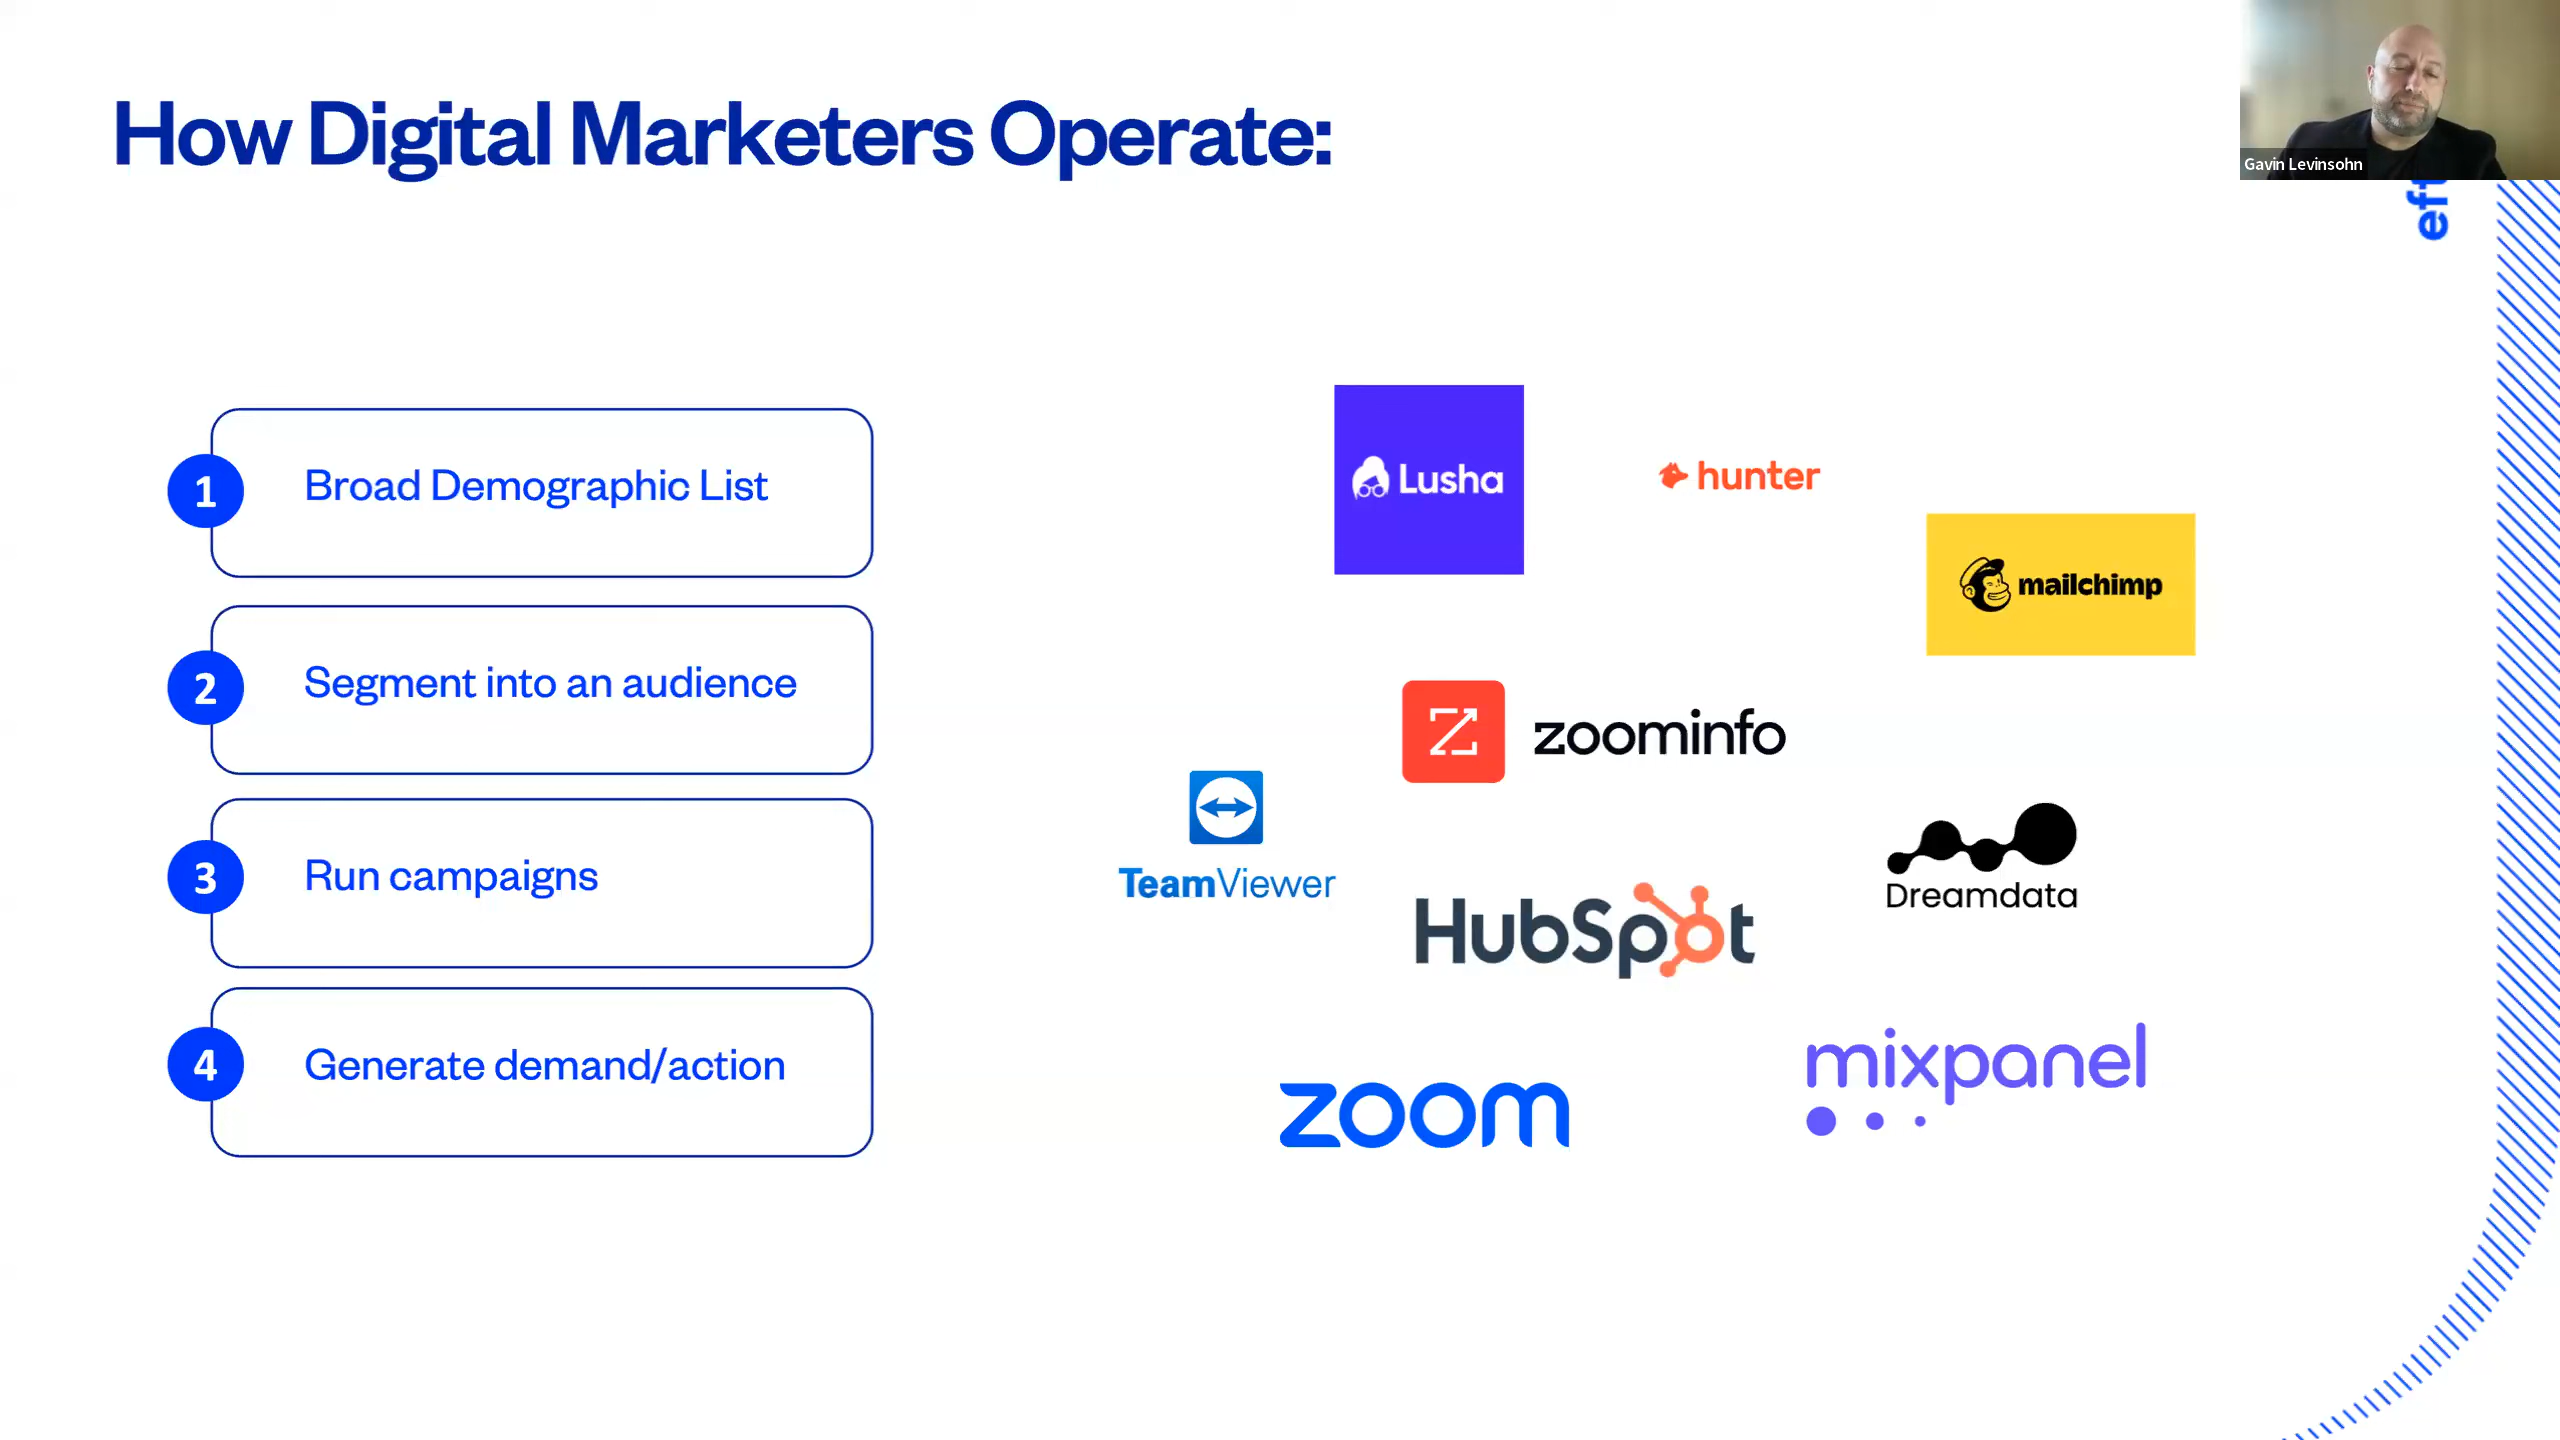 How Digital Marketers Operate:
Gavin Levinsohn
1
Broad Demographic List
2
Segment into an audience
3
Run campaigns
4
Generate demand/action
Lusha
hunter
mailchimp
zoominfo
TeamViewer
HubSpot
Dreamdata
zoom
mixpanel